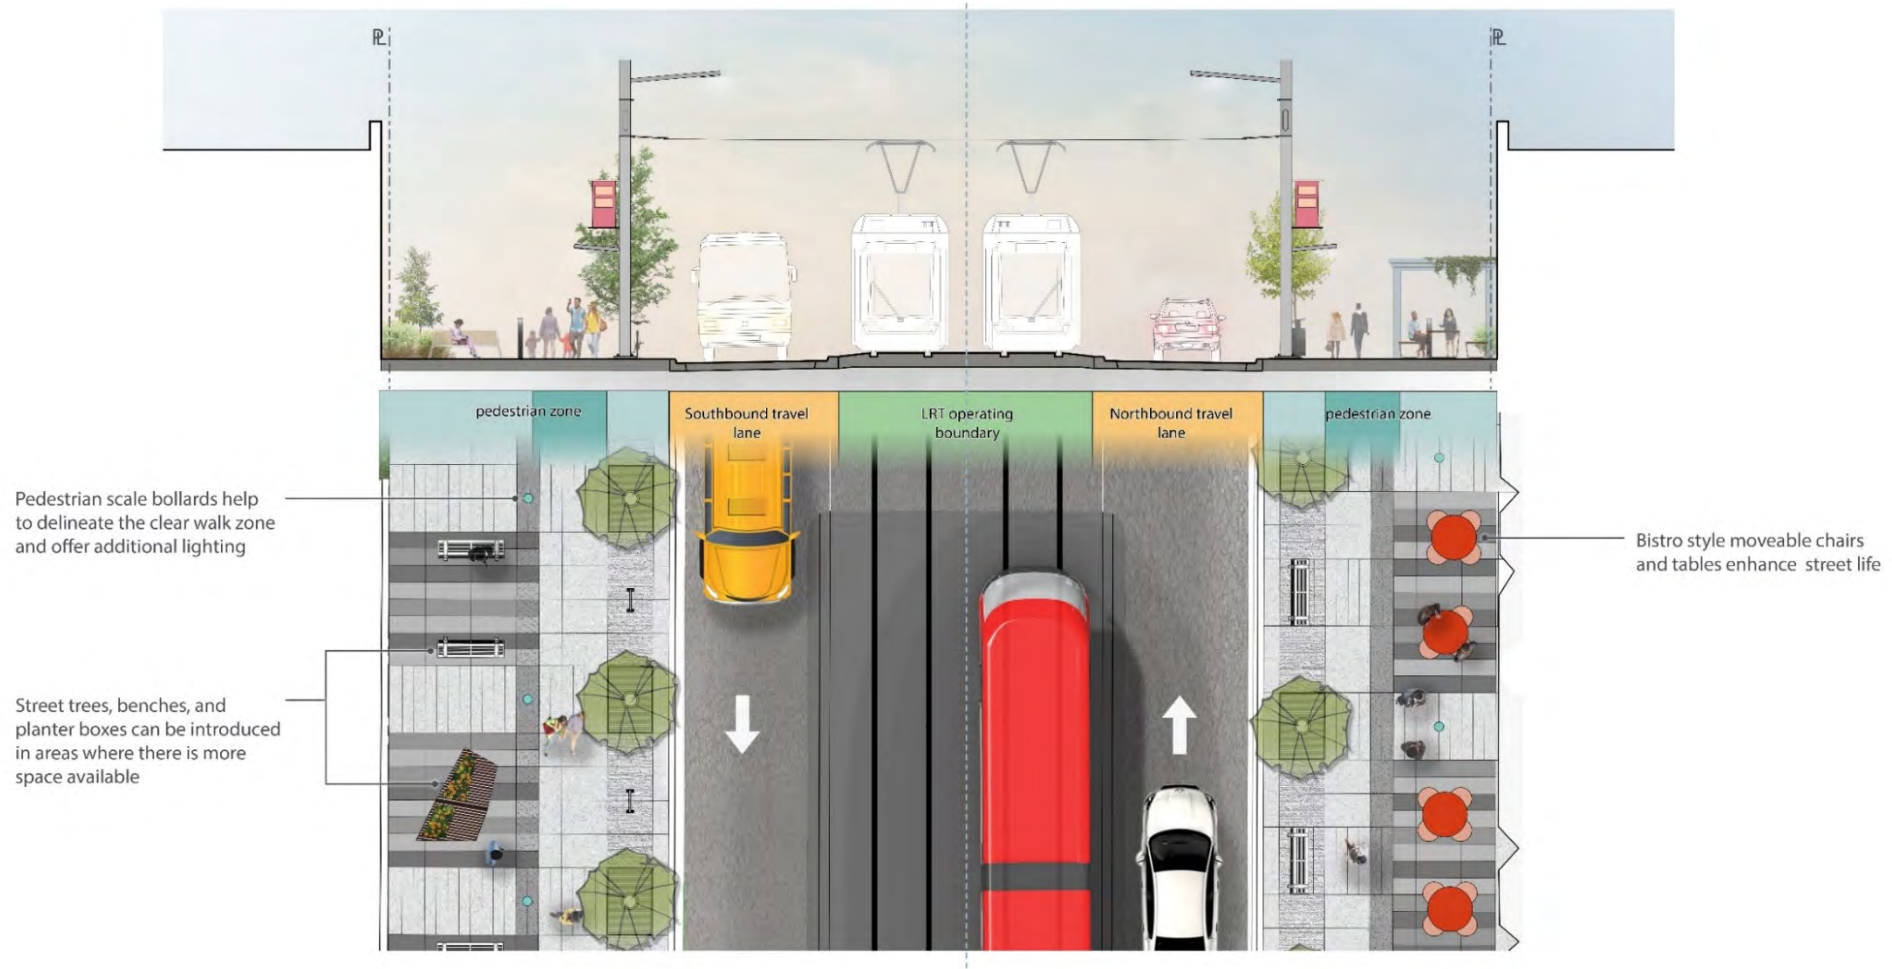 PL
PL
pedestrian zone
Southbound travel
lane
LRT operating
boundary
Northbound travel
lane
pedestrian zone
Pedestrian scale bollards help
to delineate the clear walk zone
and offer additional lighting
Bistro style moveable chairs
and tables enhance street life
Street trees, benches, and
planter boxes can be introduced
in areas where there is more
space available